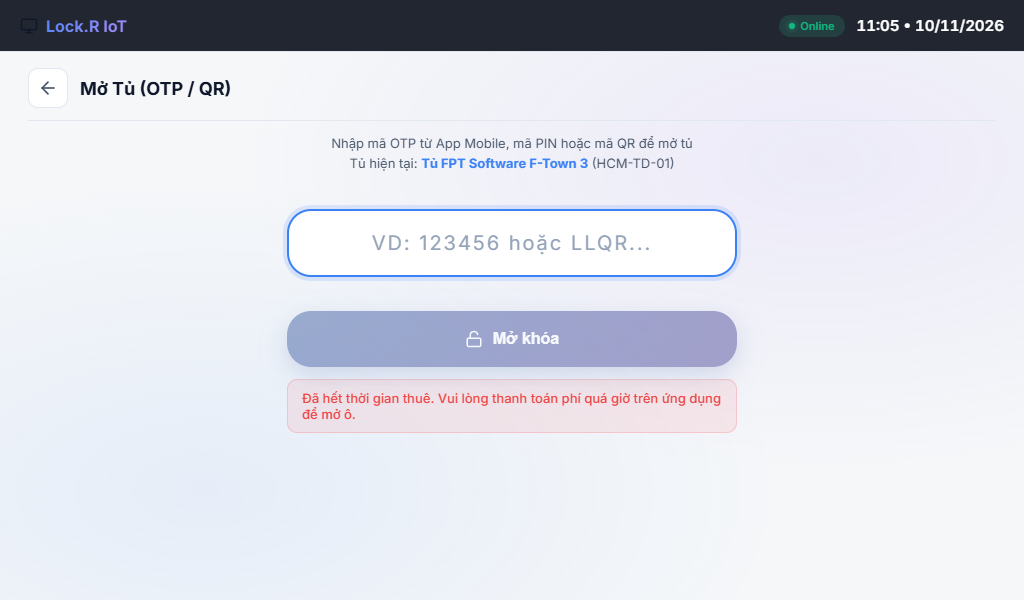 Lock.R IoT
Online
11:05 • 10/11/2026
Mở Tủ (OTP / QR)
Nhập mã OTP từ App Mobile, mã PIN hoặc mã QR để mở tủ
Tủ hiện tại: Tủ FPT Software F-Town 3 (HCM-TD-01)
VD: 123456 hoặc LLQR...
Mở khóa
Đã hết thời gian thuê. Vui lòng thanh toán phí quá giờ trên ứng dụng
để mở ô.